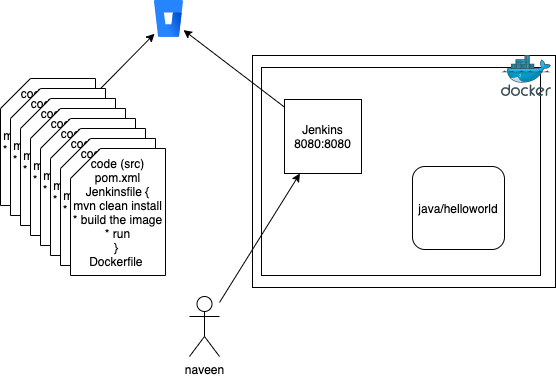 docker
Jenkins
8080:8080
java/helloworld
code (src)
pom.xml
Jenkinsfile {
mvn clean install
* build the image
* run
}
Dockerfile
naveen